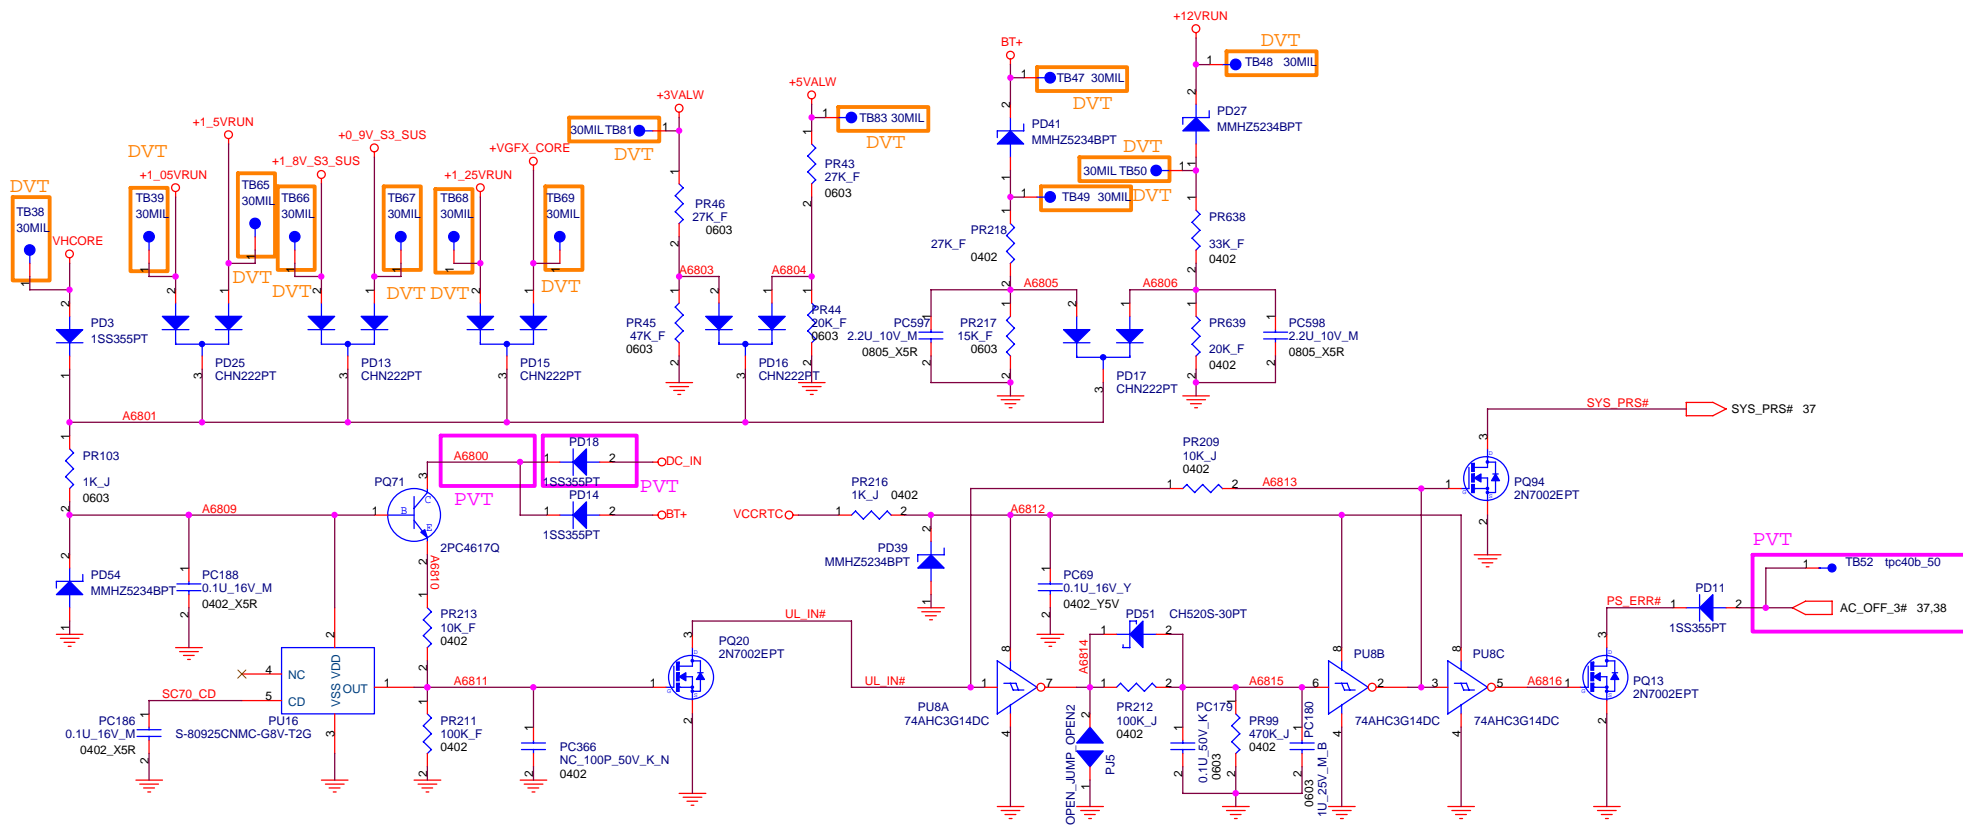 +12VRUN
BT+
DVT
TB48 30MIL
TB47 30MIL
DVT
+3VALW
+5VALW
30MIL TB81
DVT
TB83 30MIL
DVT
PD41
MMHZ5234BPT
PD27
MMHZ5234BPT
DVT
30MIL TB50
DVT
TB49 30MIL
+1_5VRUN
+0_9V_S3_SUS
+VGFX_CORE
+1_8V_S3_SUS
+1_25VRUN
DVT
+1_05VRUN
DVT
TB38
30MIL
VHCORE
TB39
30MIL
TB65
30MIL
TB66
30MIL
TB67
30MIL
TB68
30MIL
TB69
30MIL
DVT
DVT
DVT
DVT
DVT
PR46
27K_F
0603
PR43
27K_F
0603
PR218
27K_F
0402
PR638
33K_F
0402
A6803
A6804
A6805
A6806
PD3
1SS355PT
PD25
CHN222PT
PD13
CHN222PT
PD15
CHN222PT
PR45
47K_F
0603
PD16
CHN222PT
PR44
20K_F
0603
PC597
2.2U_10V_M
0805_X5R
PR217
15K_F
0603
PD17
CHN222PT
PR639
20K_F
0402
PC598
2.2U_10V_M
0805_X5R
A6801
SYS_PRS#
SYS_PRS# 37
PR103
1K_J
0603
A6800
PVT
PD18
1SS355PT
DC_IN
PVT
PD14
1SS355PT
BT+
PQ71
C
B
E
2PC4617Q
A6809
A6810
PR209
10K_J
0402
A6813
PQ94
2N7002EPT
VCCRTC
PR216
1K_J 0402
A6812
PD39
MMHZ5234BPT
PC69
0.1U_16V_Y
0402_Y5V
PD54
MMHZ5234BPT
PC188
0.1U_16V_M
0402_X5R
PR213
10K_F
0402
PVT
TB52 tpc40b_50
AC_OFF_3# 37,38
PS_ERR#
PD11
1SS355PT
UL_IN#
PQ20
2N7002EPT
PD51
CH520S-30PT
A6814
NC
CD
VSS VDD
OUT
PU16
S-80925CNMC-G8V-T2G
SC70_CD
PC186
0.1U_16V_M
0402_X5R
A6811
PR211
100K_F
0402
PC366
NC_100P_50V_K_N
0402
UL_IN#
PU8A
74AHC3G14DC
OPEN_JUMP_OPEN2
PJ5
PR212
100K_J
0402
PC175
0.1U_50V_K
0603
A6815
PR99
470K_J
0402
PC180
1U_25V_M_B
0603
PU8B
74AHC3G14DC
PU8C
74AHC3G14DC
A6816
PQ13
2N7002EPT